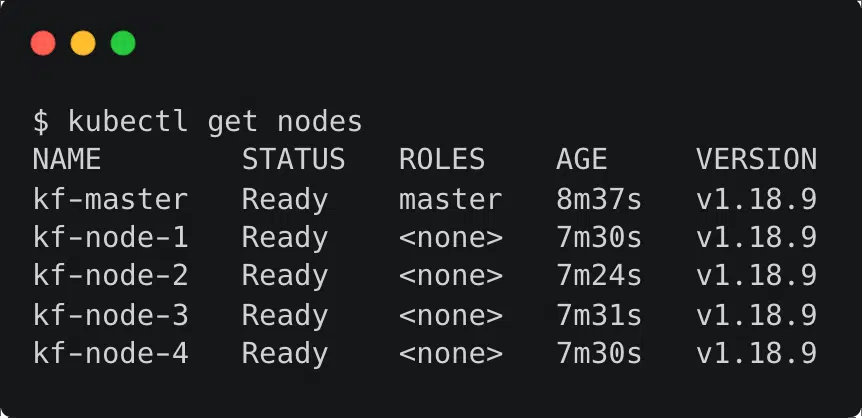 $ kubectl get nodes
NAME        STATUS   ROLES    AGE     VERSION
kf-master   Ready    master   8m37s   v1.18.9
kf-node-1   Ready    <none>   7m30s   v1.18.9
kf-node-2   Ready    <none>   7m24s   v1.18.9
kf-node-3   Ready    <none>   7m31s   v1.18.9
kf-node-4   Ready    <none>   7m30s   v1.18.9